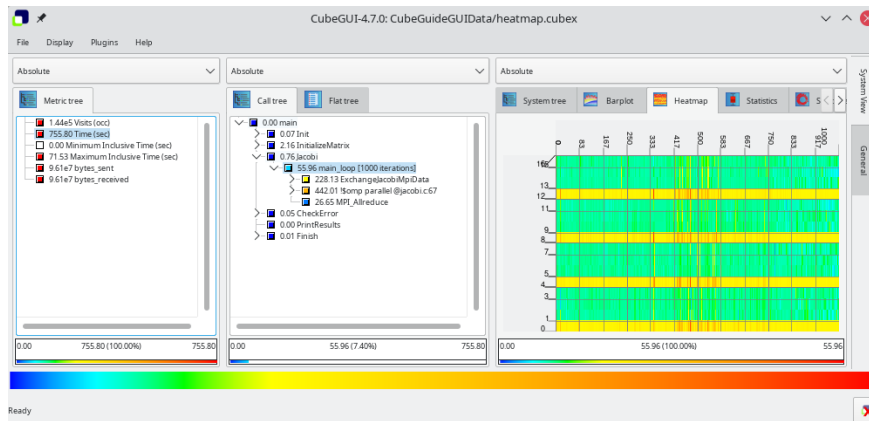 CubeGUI-4.7.0: CubeGuideGUIData/heatmap.cubex
File Display Plugins Help
Absolute
Absolute
Absolute
Metric tree
Call tree
Flat tree
System tree
Barplot
Heatmap
Statistics
S
System View
General
1.44e5 Visits (occ)
755.80 Time (sec)
0.00 Minimum Inclusive Time (sec)
71.53 Maximum Inclusive Time (sec)
9.61e7 bytes_sent
9.61e7 bytes_received
0.00 main
0.07 Init
2.16 InitializeMatrix
0.76 Jacobi
55.96 main_loop [1000 iterations]
228.13 ExchangeJacobiMpiData
442.01 !$omp parallel @jacobi.c:67
26.65 MPI_Allreduce
0.05 CheckError
0.00 PrintResults
0.01 Finish
0 83 167 250 333 417 500 583 667 750 833 917 1000
13
12
11
9
8
7
5
4
3
1
0
0.00 755.80 (100.00%) 755.80
0.00 55.96 (7.40%) 755.80
0.00 55.96 (100.00%) 55.96
Ready